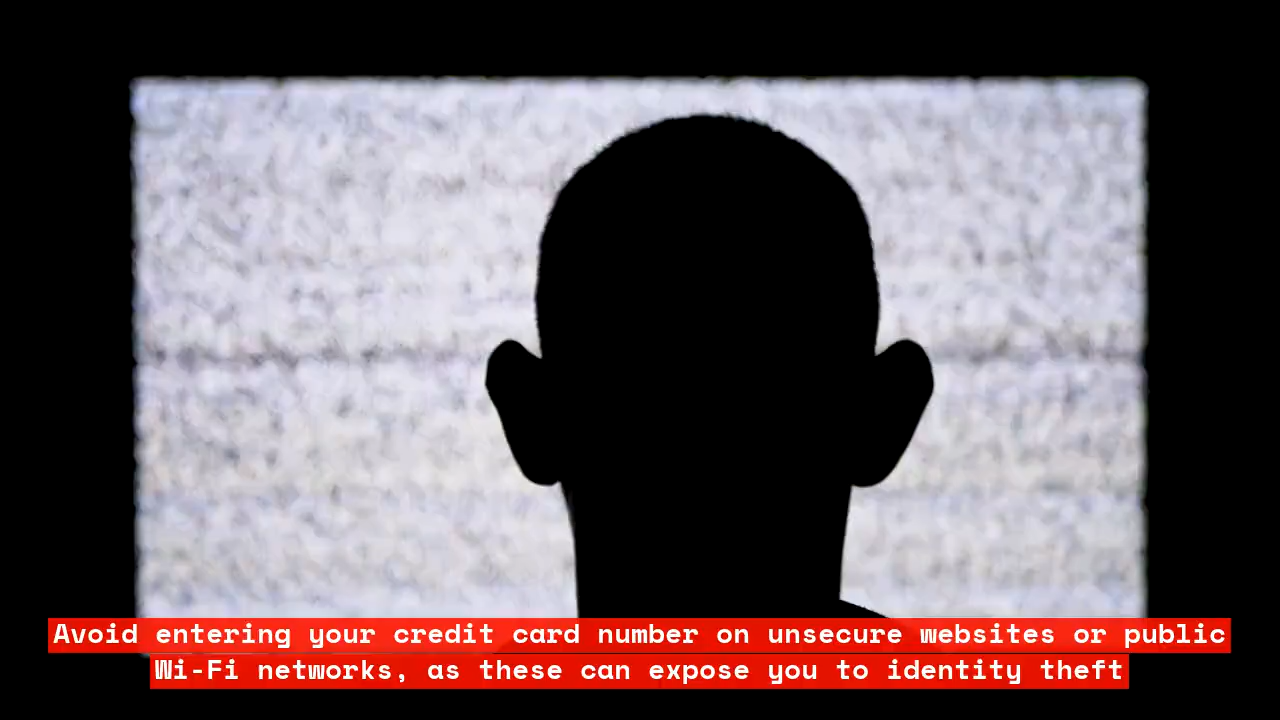 Avoid entering your credit card number on unsecure websites or public
Wi-Fi networks, as these can expose you to identity theft